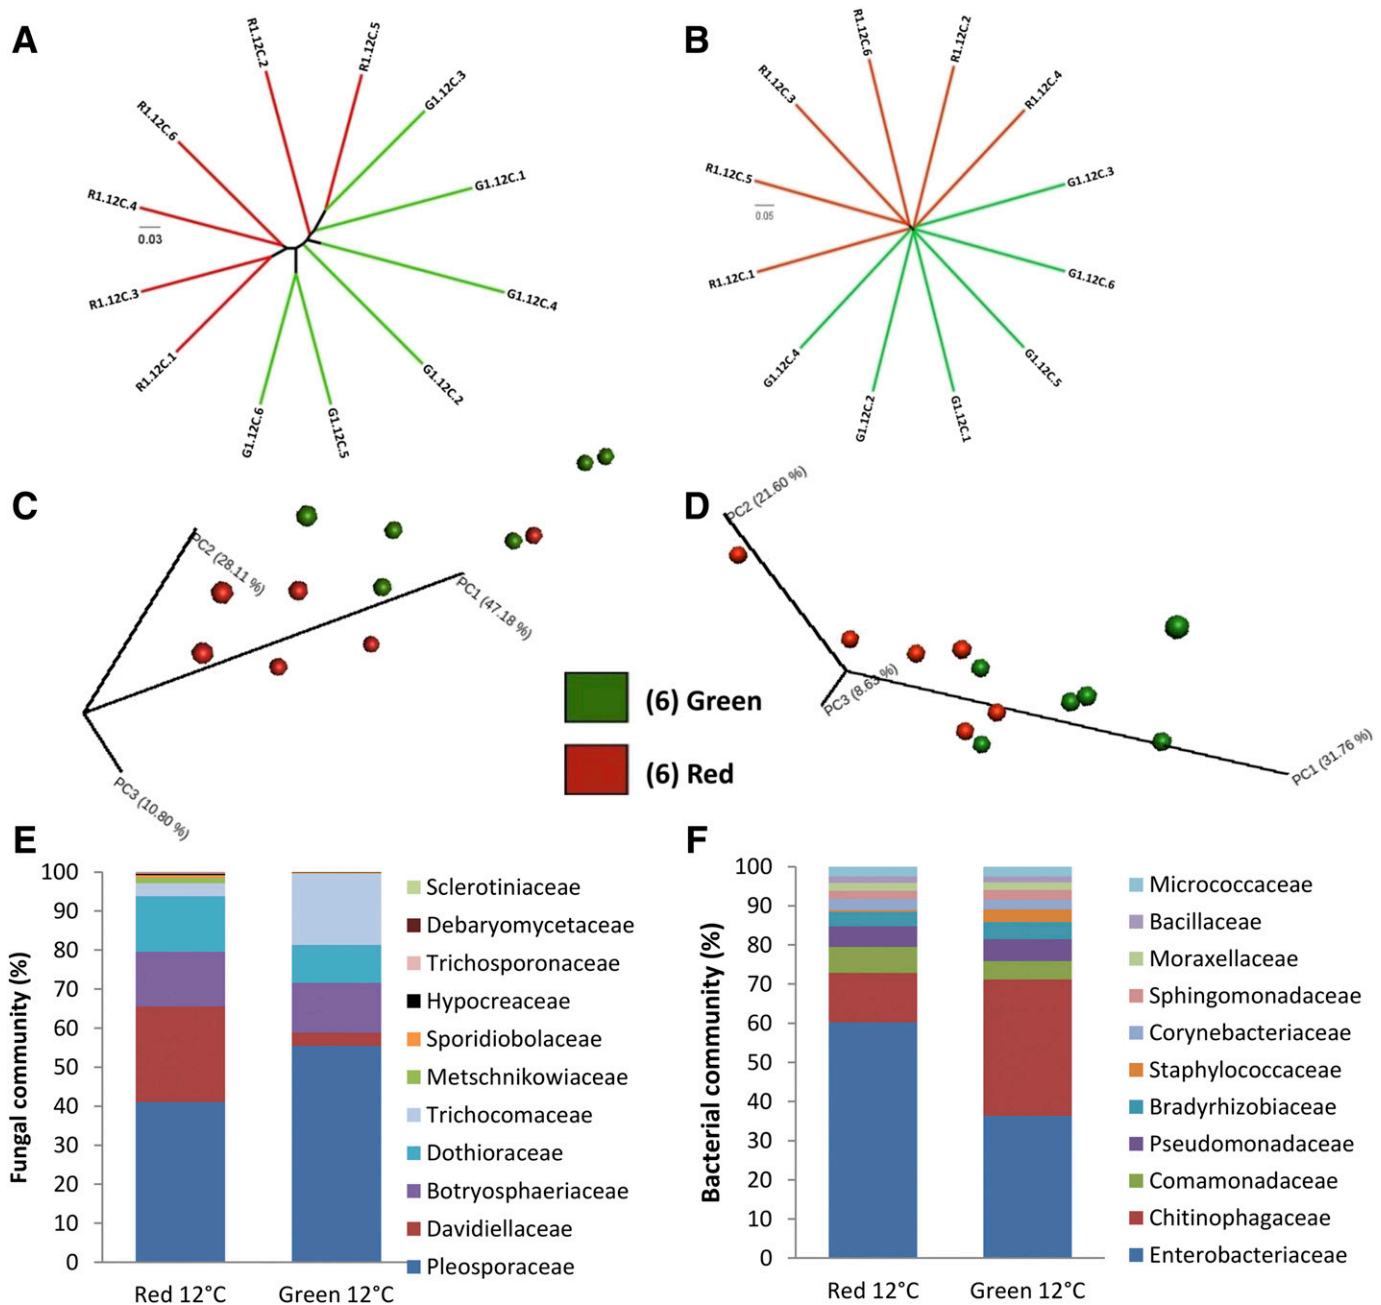 A
R1.12C.2
R1.12C.5
G1.12C.3
R1.12C.6
G1.12C.1
R1.12C.4
0.03
R1.12C.3
G1.12C.4
R1.12C.1
G1.12C.2
G1.12C.6
G1.12C.5
B
R1.12C.6
R1.12C.2
R1.12C.3
R1.12C.4
R1.12C.5
G1.12C.3
0.05
R1.12C.1
G1.12C.6
G1.12C.4
G1.12C.5
G1.12C.2
G1.12C.1
C
PC2 (28.11 %)
PC1 (47.18 %)
PC3 (10.80 %)
(6) Green
(6) Red
D
PC2 (21.60 %)
PC3 (8.63 %)
PC1 (31.76 %)
E
Fungal community (%)
100
90
80
70
60
50
40
30
20
10
0
Red 12°C
Green 12°C
Sclerotiniaceae
Debaryomycetaceae
Trichosporonaceae
Hypocreaceae
Sporidiobolaceae
Metschnikowiaceae
Trichocomaceae
Dothioraceae
Botryosphaeriaceae
Davidiellaceae
Pleosporaceae
F
Bacterial community (%)
100
90
80
70
60
50
40
30
20
10
0
Red 12°C
Green 12°C
Micrococcaceae
Bacillaceae
Moraxellaceae
Sphingomonadaceae
Corynebacteriaceae
Staphylococcaceae
Bradyrhizobiaceae
Pseudomonadaceae
Comamonadaceae
Chitinophagaceae
Enterobacteriaceae